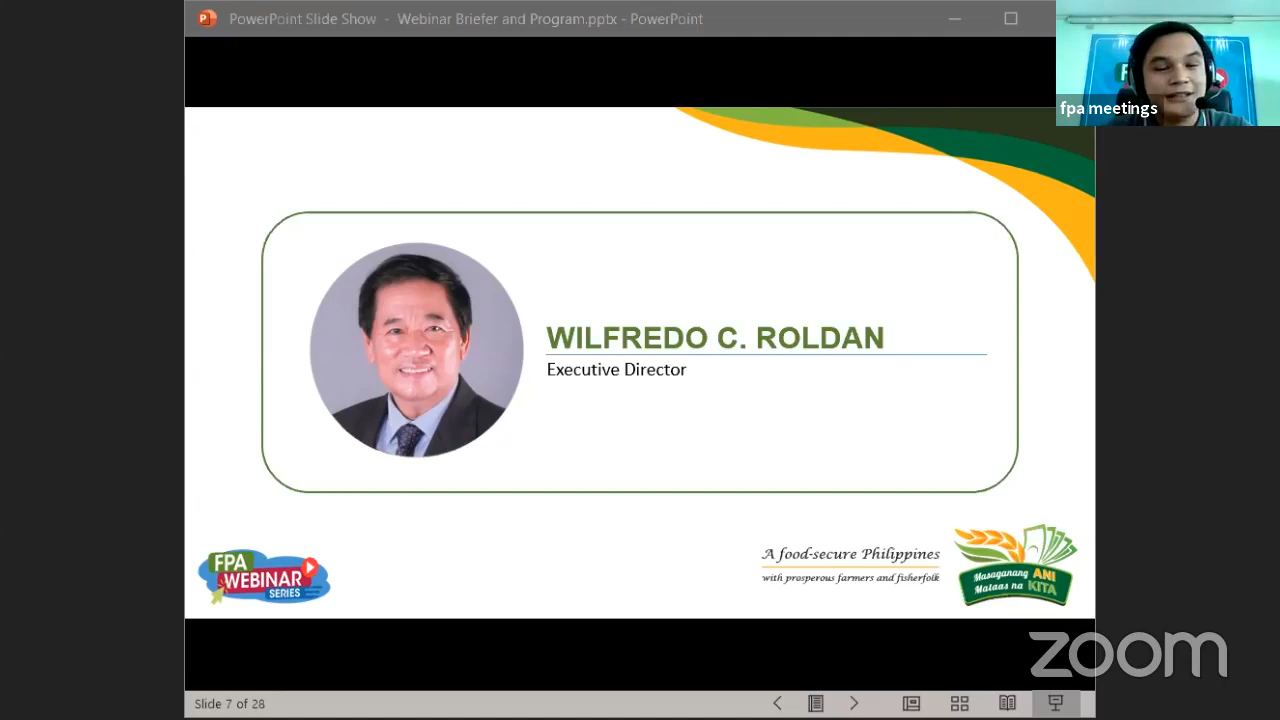 PowerPoint Slide Show - Webinar Briefer and Program.pptx - PowerPoint
fpa meetings
WILFREDO C. ROLDAN
Executive Director
FPA
WEBINAR
SERIES
A food-secure Philippines
with prosperous farmers and fisherfolk
Masaganang ANI
Mataas na KITA
zoom
Slide 7 of 28